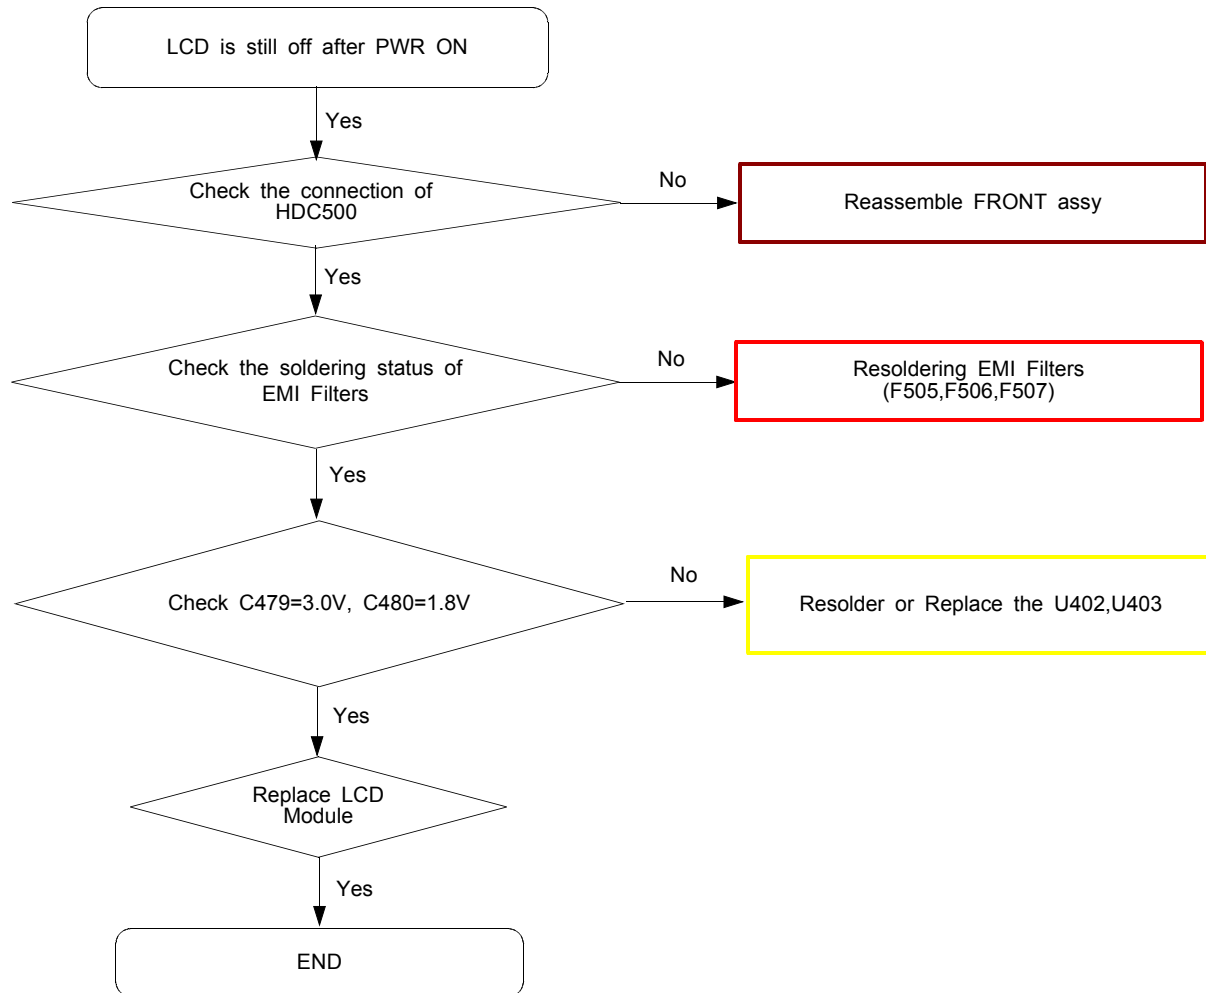 LCD is still off after PWR ON
Yes
Check the connection of
HDC500
No
Reassemble FRONT assy
Yes
Check the soldering status of
EMI Filters
No
Resoldering EMI Filters
(F505,F506,F507)
Yes
Check C479=3.0V, C480=1.8V
No
Resolder or Replace the U402,U403
Yes
Replace LCD
Module
Yes
END